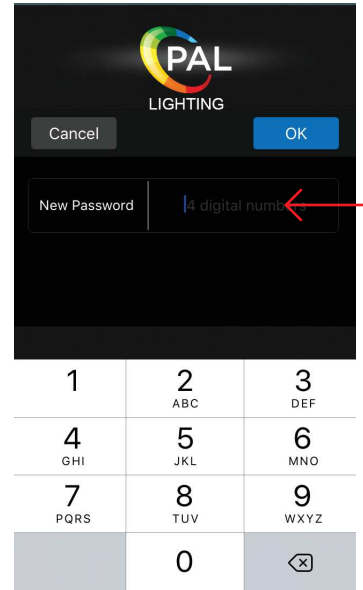 PAL
LIGHTING
Cancel
OK
New Password
4 digital numbers
1
2
ABC
3
DEF
4
GHI
5
JKL
6
MNO
7
PQRS
8
TUV
9
WXYZ
0